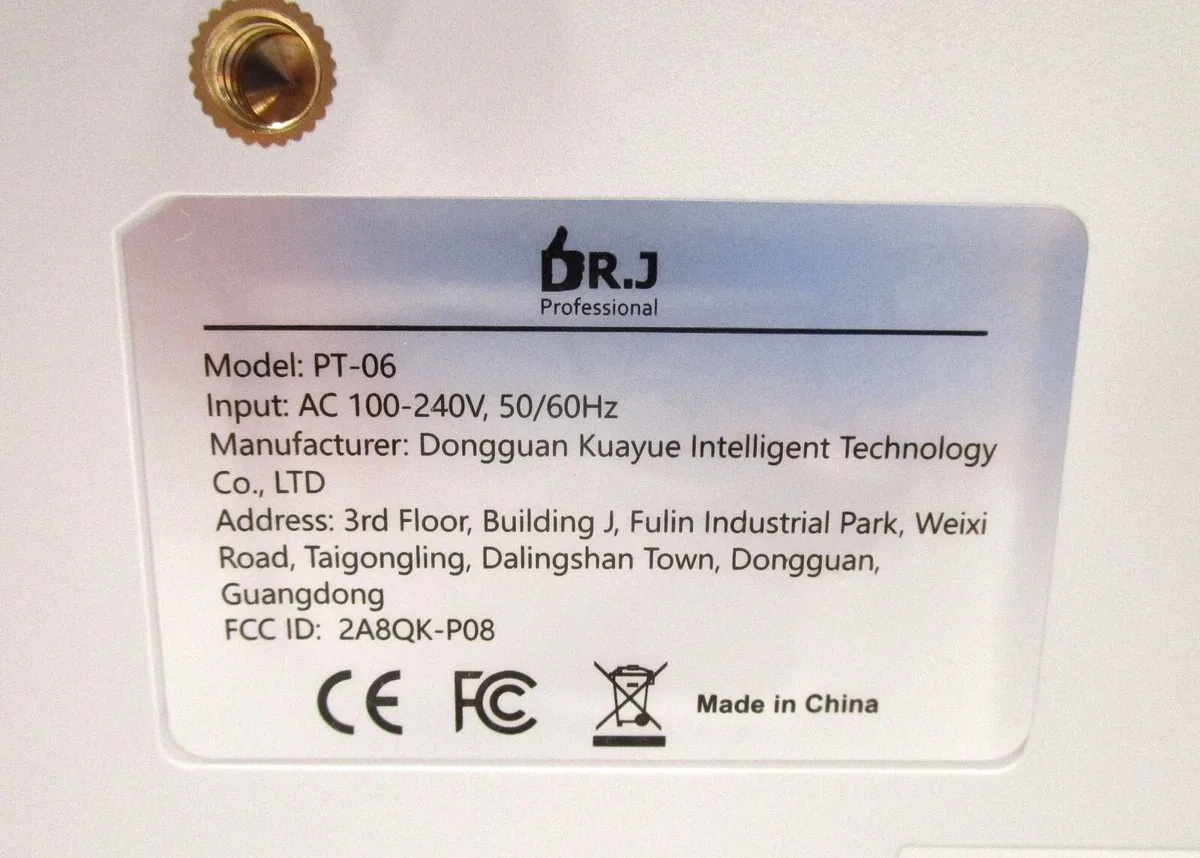 DR.J
Professional
Model: PT-06
Input: AC 100-240V, 50/60Hz
Manufacturer: Dongguan Kuayue Intelligent Technology
Co., LTD
Address: 3rd Floor, Building J, Fulin Industrial Park, Weixi
Road, Taigongling, Dalingshan Town, Dongguan,
Guangdong
FCC ID: 2A8QK-P08
CE FC Made in China